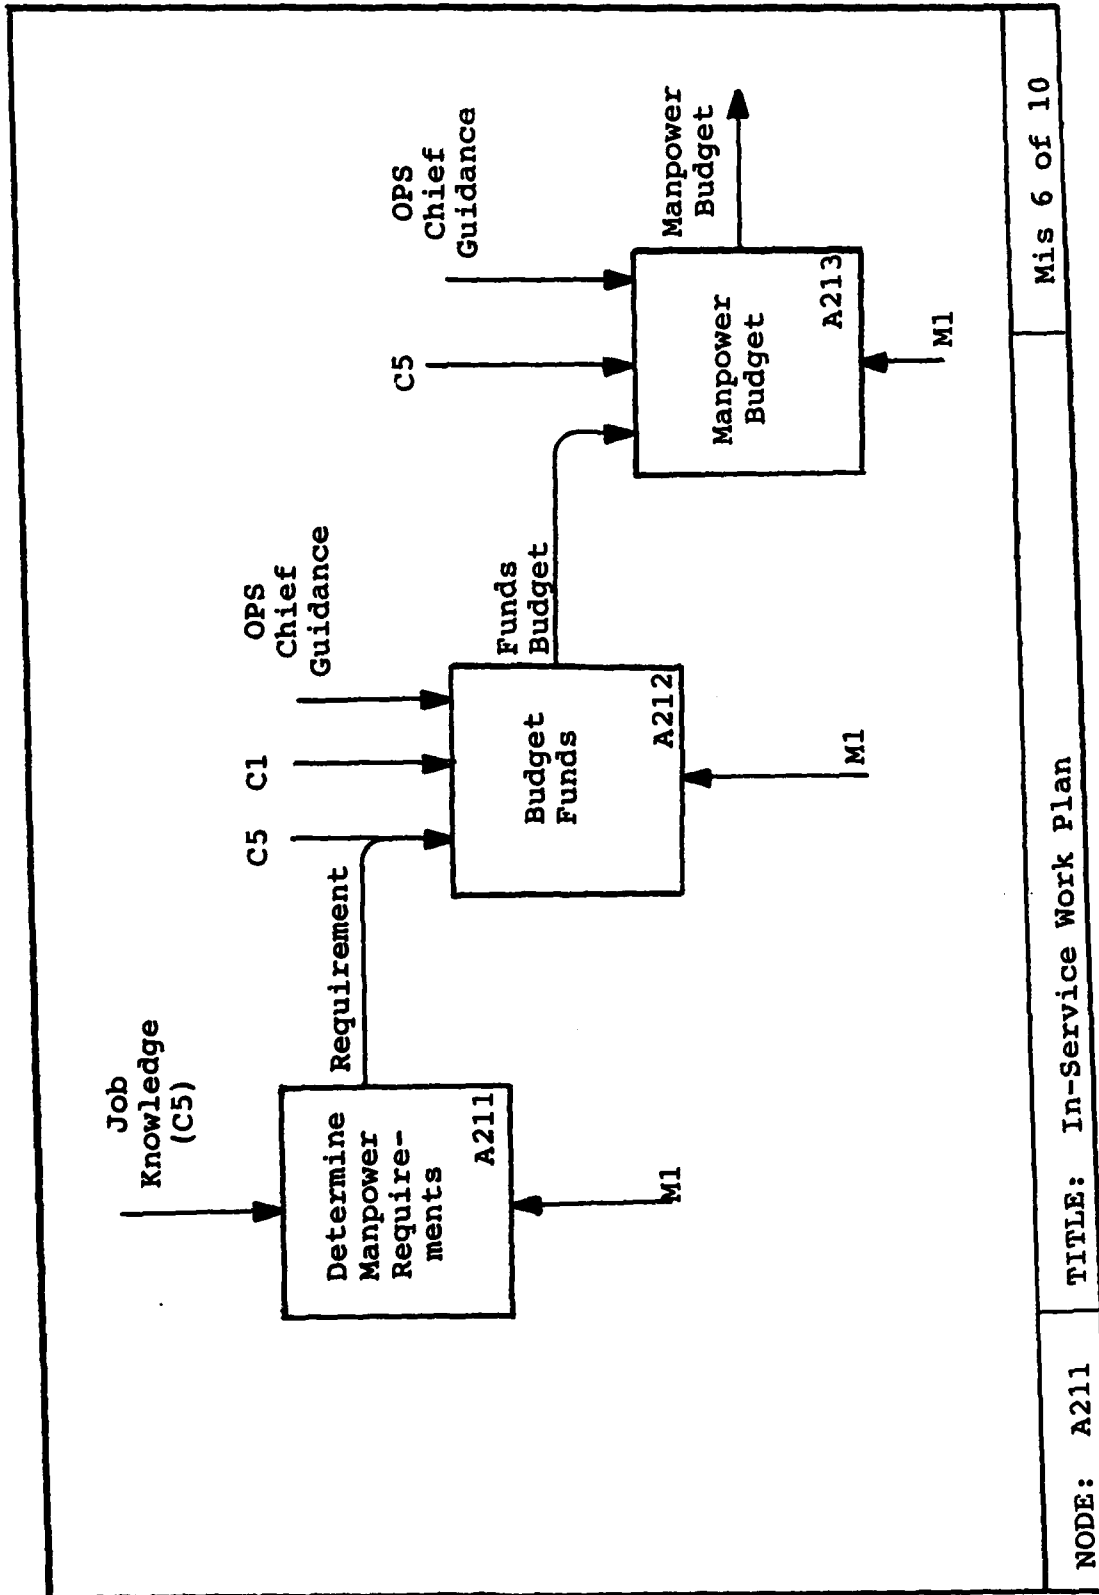 Job
Knowledge
(C5)
Determine
Manpower
Require-
ments
A211
M1
Requirement
C5
C1
OPS
Chief
Guidance
Budget
Funds
A212
M1
Funds
Budget
C5
OPS
Chief
Guidance
Manpower
Budget
A213
M1
Manpower
Budget
NODE: A211
TITLE: In-Service Work Plan
Mis 6 of 10